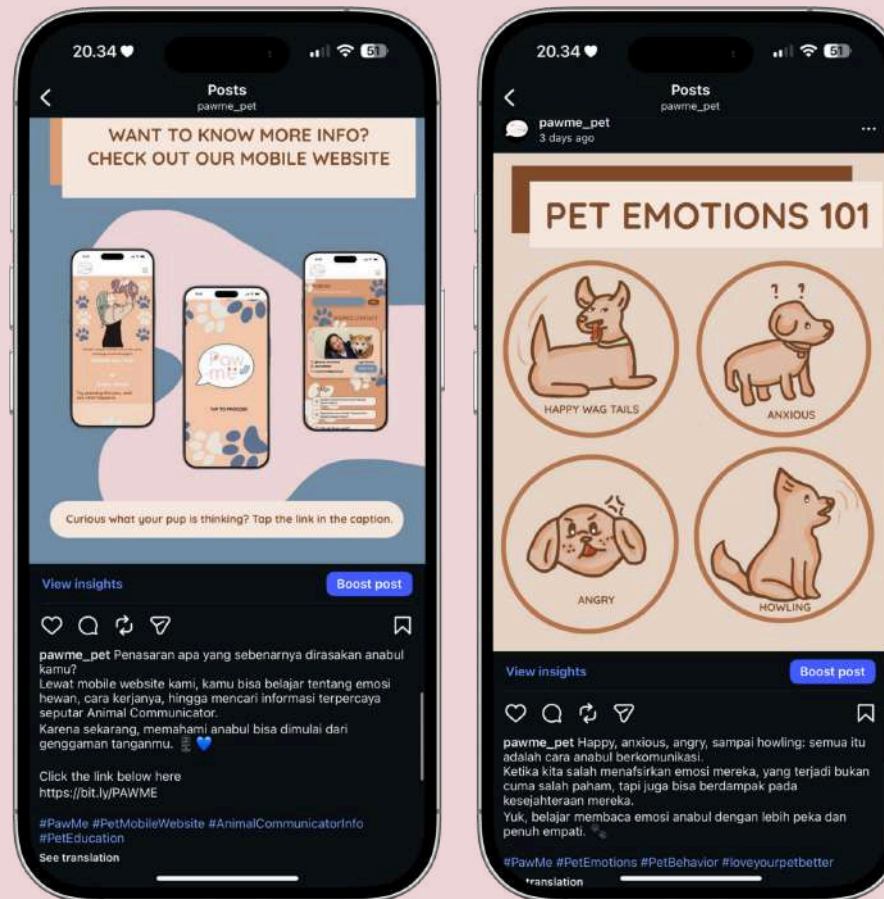 20.34
51
Posts
pawme_pet
WANT TO KNOW MORE INFO?
CHECK OUT OUR MOBILE WEBSITE
Paw
me
TAP TO PROCEED
Curious what your pup is thinking? Tap the link in the caption.
View insights
Boost post
pawme_pet Penasaran apa yang sebenarnya dirasakan anabul
kamu?
Lewat mobile website kami, kamu bisa belajar tentang emosi
hewan, cara kerjanya, hingga mencari informasi terpercaya
seputar Animal Communicator.
Karena sekarang, memahami anabul bisa dimulai dari
genggaman tanganmu.
Click the link below here
https://bit.ly/PAWME
#PawMe #PetMobileWebsite #AnimalCommunicatorInfo
#PetEducation
See translation
20.34
51
Posts
pawme_pet
pawme_pet
3 days ago
PET EMOTIONS 101
? ?
HAPPY WAG TAILS
ANXIOUS
ANGRY
HOWLING
View insights
Boost post
pawme_pet Happy, anxious, angry, sampai howling: semua itu
adalah cara anabul berkomunikasi.
Ketika kita salah menafsirkan emosi mereka, yang terjadi bukan
cuma salah paham, tapi juga bisa berdampak pada
kesejahteraan mereka.
Yuk, belajar membaca emosi anabul dengan lebih peka dan
penuh empati.
#PawMe #PetEmotions #PetBehavior #loveyourpetbetter
translation